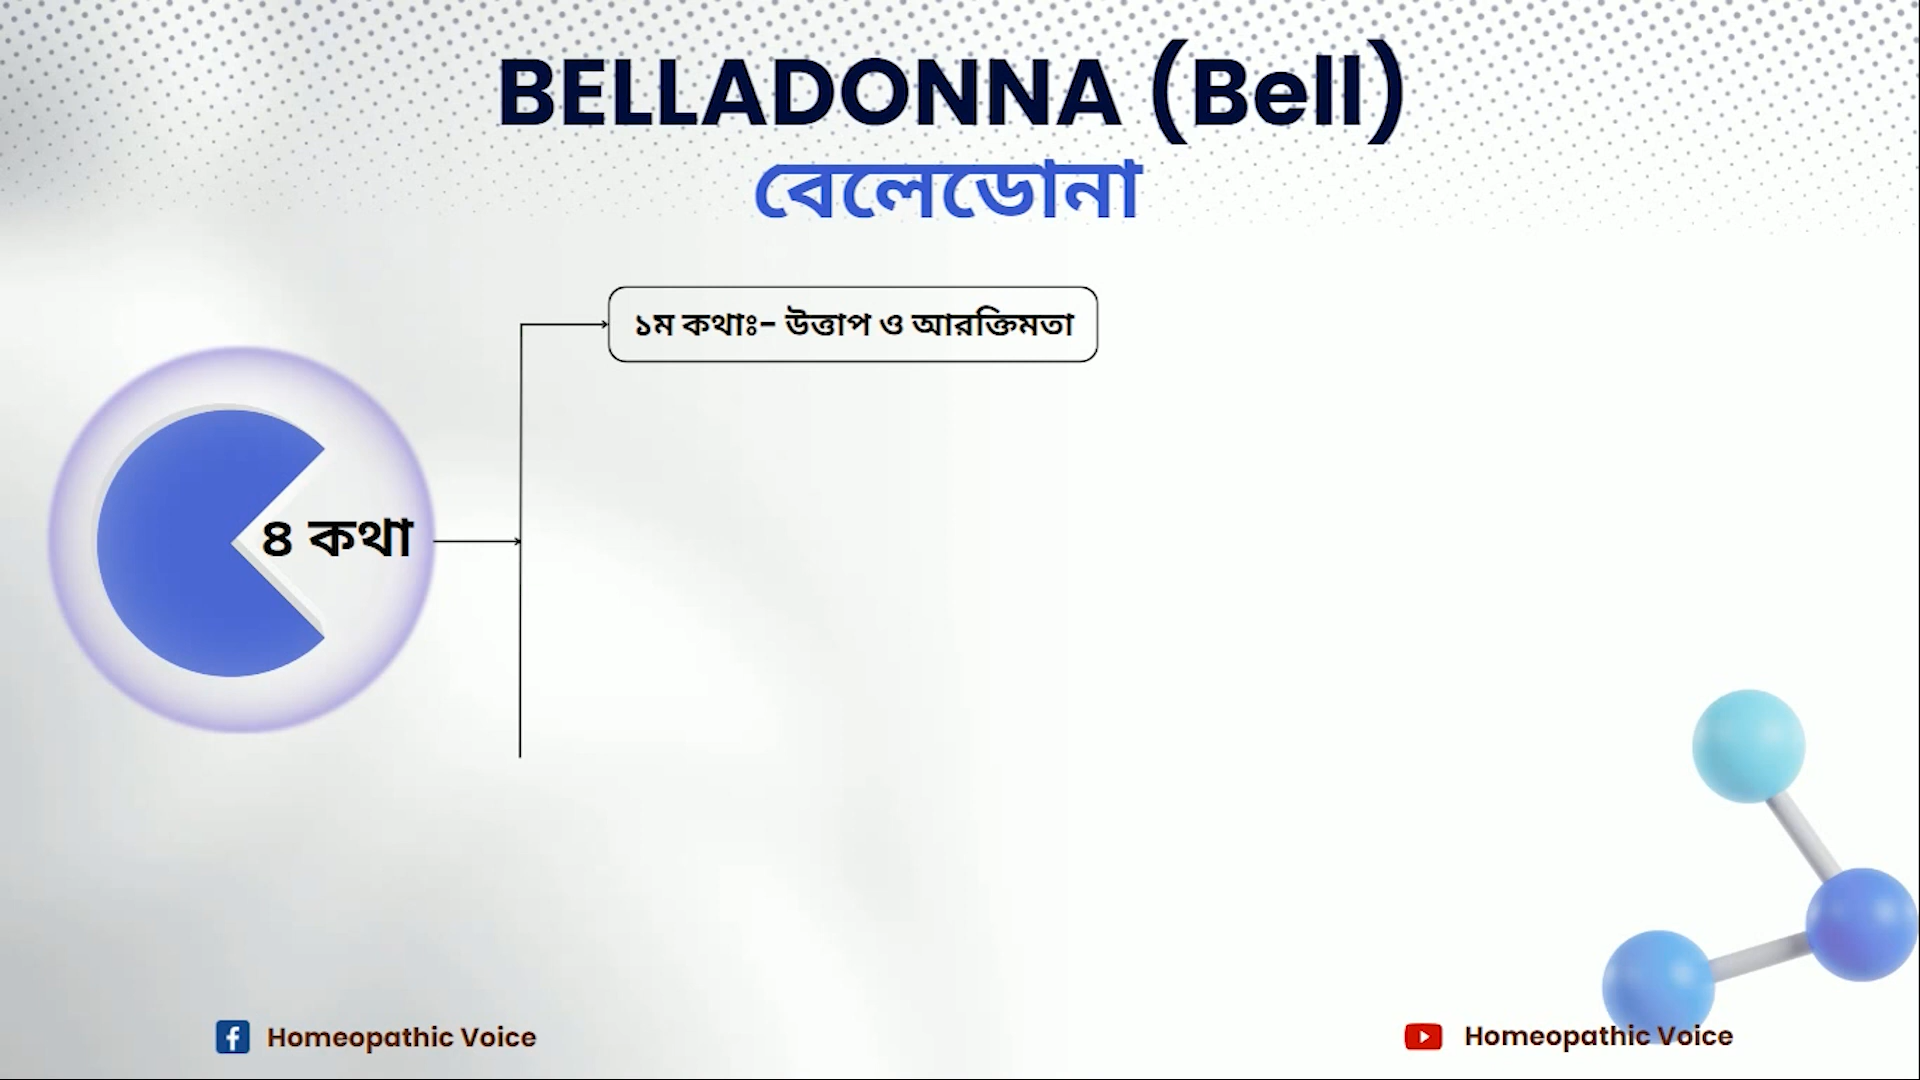 BELLADONNA (Bell)
বেলেডোনা
১ম কথাঃ- উত্তাপ ও আরক্তিমতা
৪ কথা
Homeopathic Voice
Homeopathic Voice